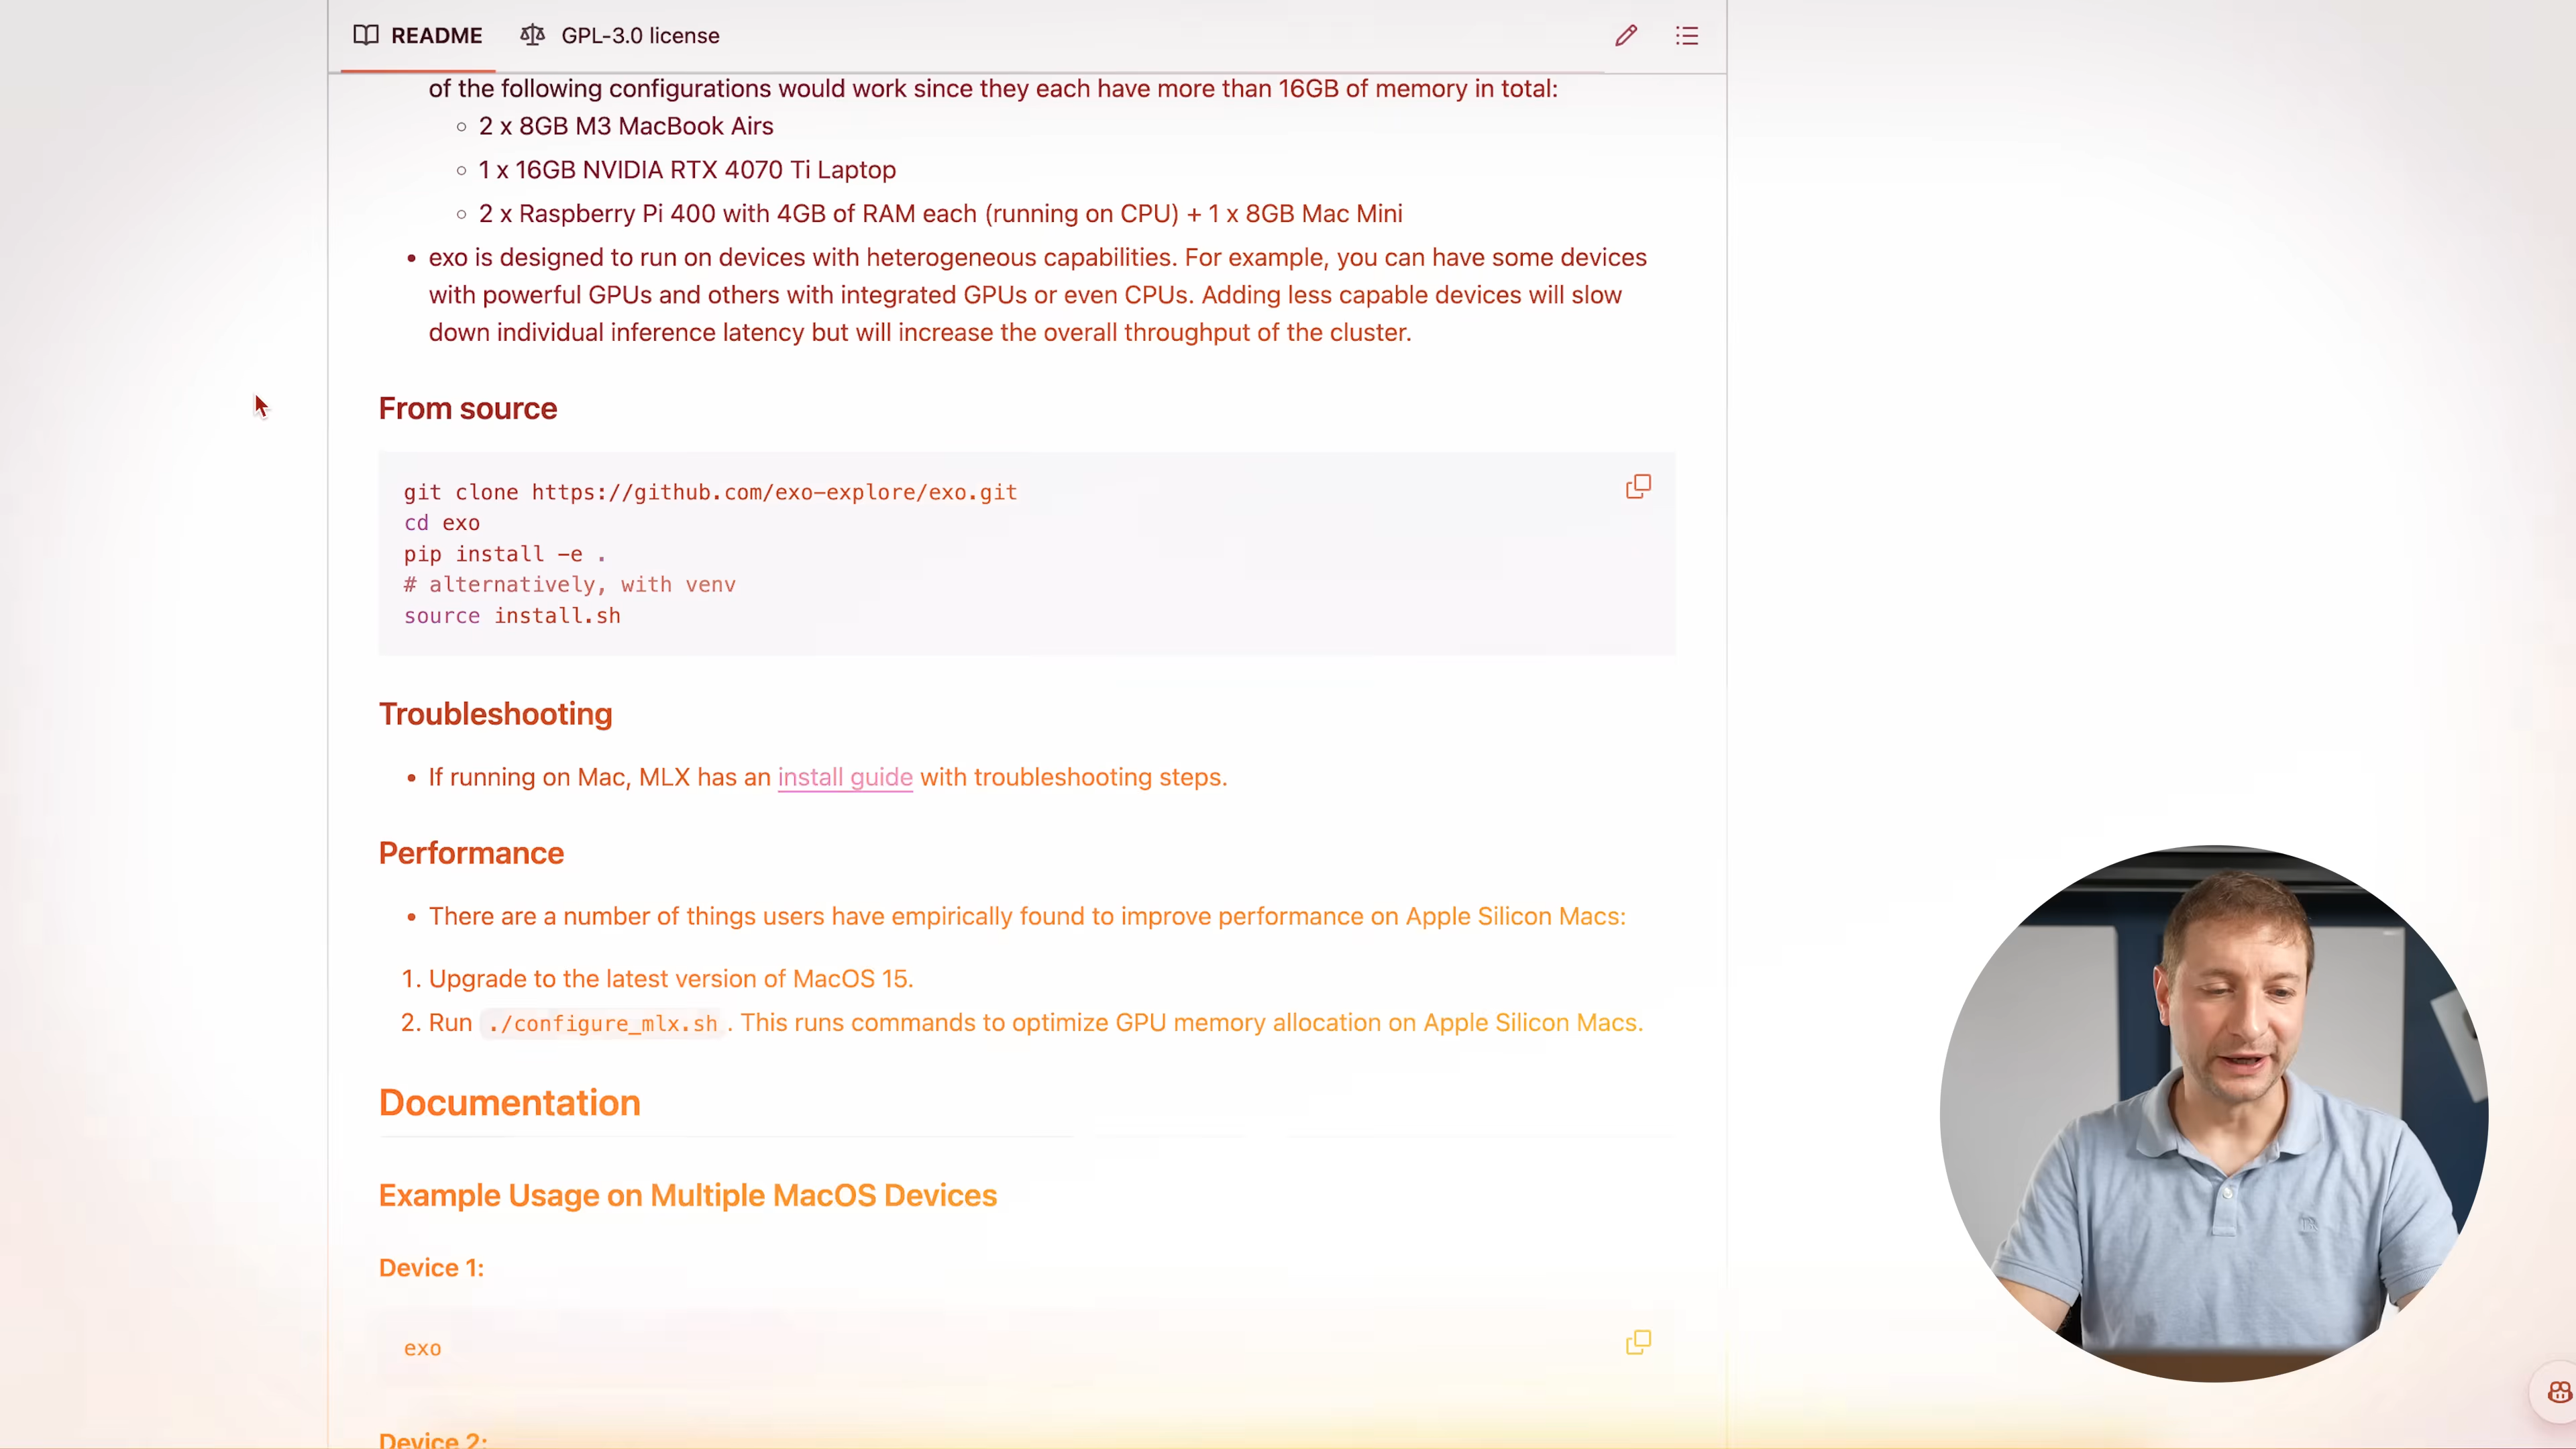 README
GPL-3.0 license
of the following configurations would work since they each have more than 16GB of memory in total:
2 x 8GB M3 MacBook Airs
1 x 16GB NVIDIA RTX 4070 Ti Laptop
2 x Raspberry Pi 400 with 4GB of RAM each (running on CPU) + 1 x 8GB Mac Mini
exo is designed to run on devices with heterogeneous capabilities. For example, you can have some devices
with powerful GPUs and others with integrated GPUs or even CPUs. Adding less capable devices will slow
down individual inference latency but will increase the overall throughput of the cluster.
From source
git clone https://github.com/exo-explore/exo.git
cd exo
pip install -e .
# alternatively, with venv
source install.sh
Troubleshooting
If running on Mac, MLX has an install guide with troubleshooting steps.
Performance
There are a number of things users have empirically found to improve performance on Apple Silicon Macs:
1. Upgrade to the latest version of MacOS 15.
2. Run ./configure_mlx.sh . This runs commands to optimize GPU memory allocation on Apple Silicon Macs.
Documentation
Example Usage on Multiple MacOS Devices
Device 1:
exo
Device 2: